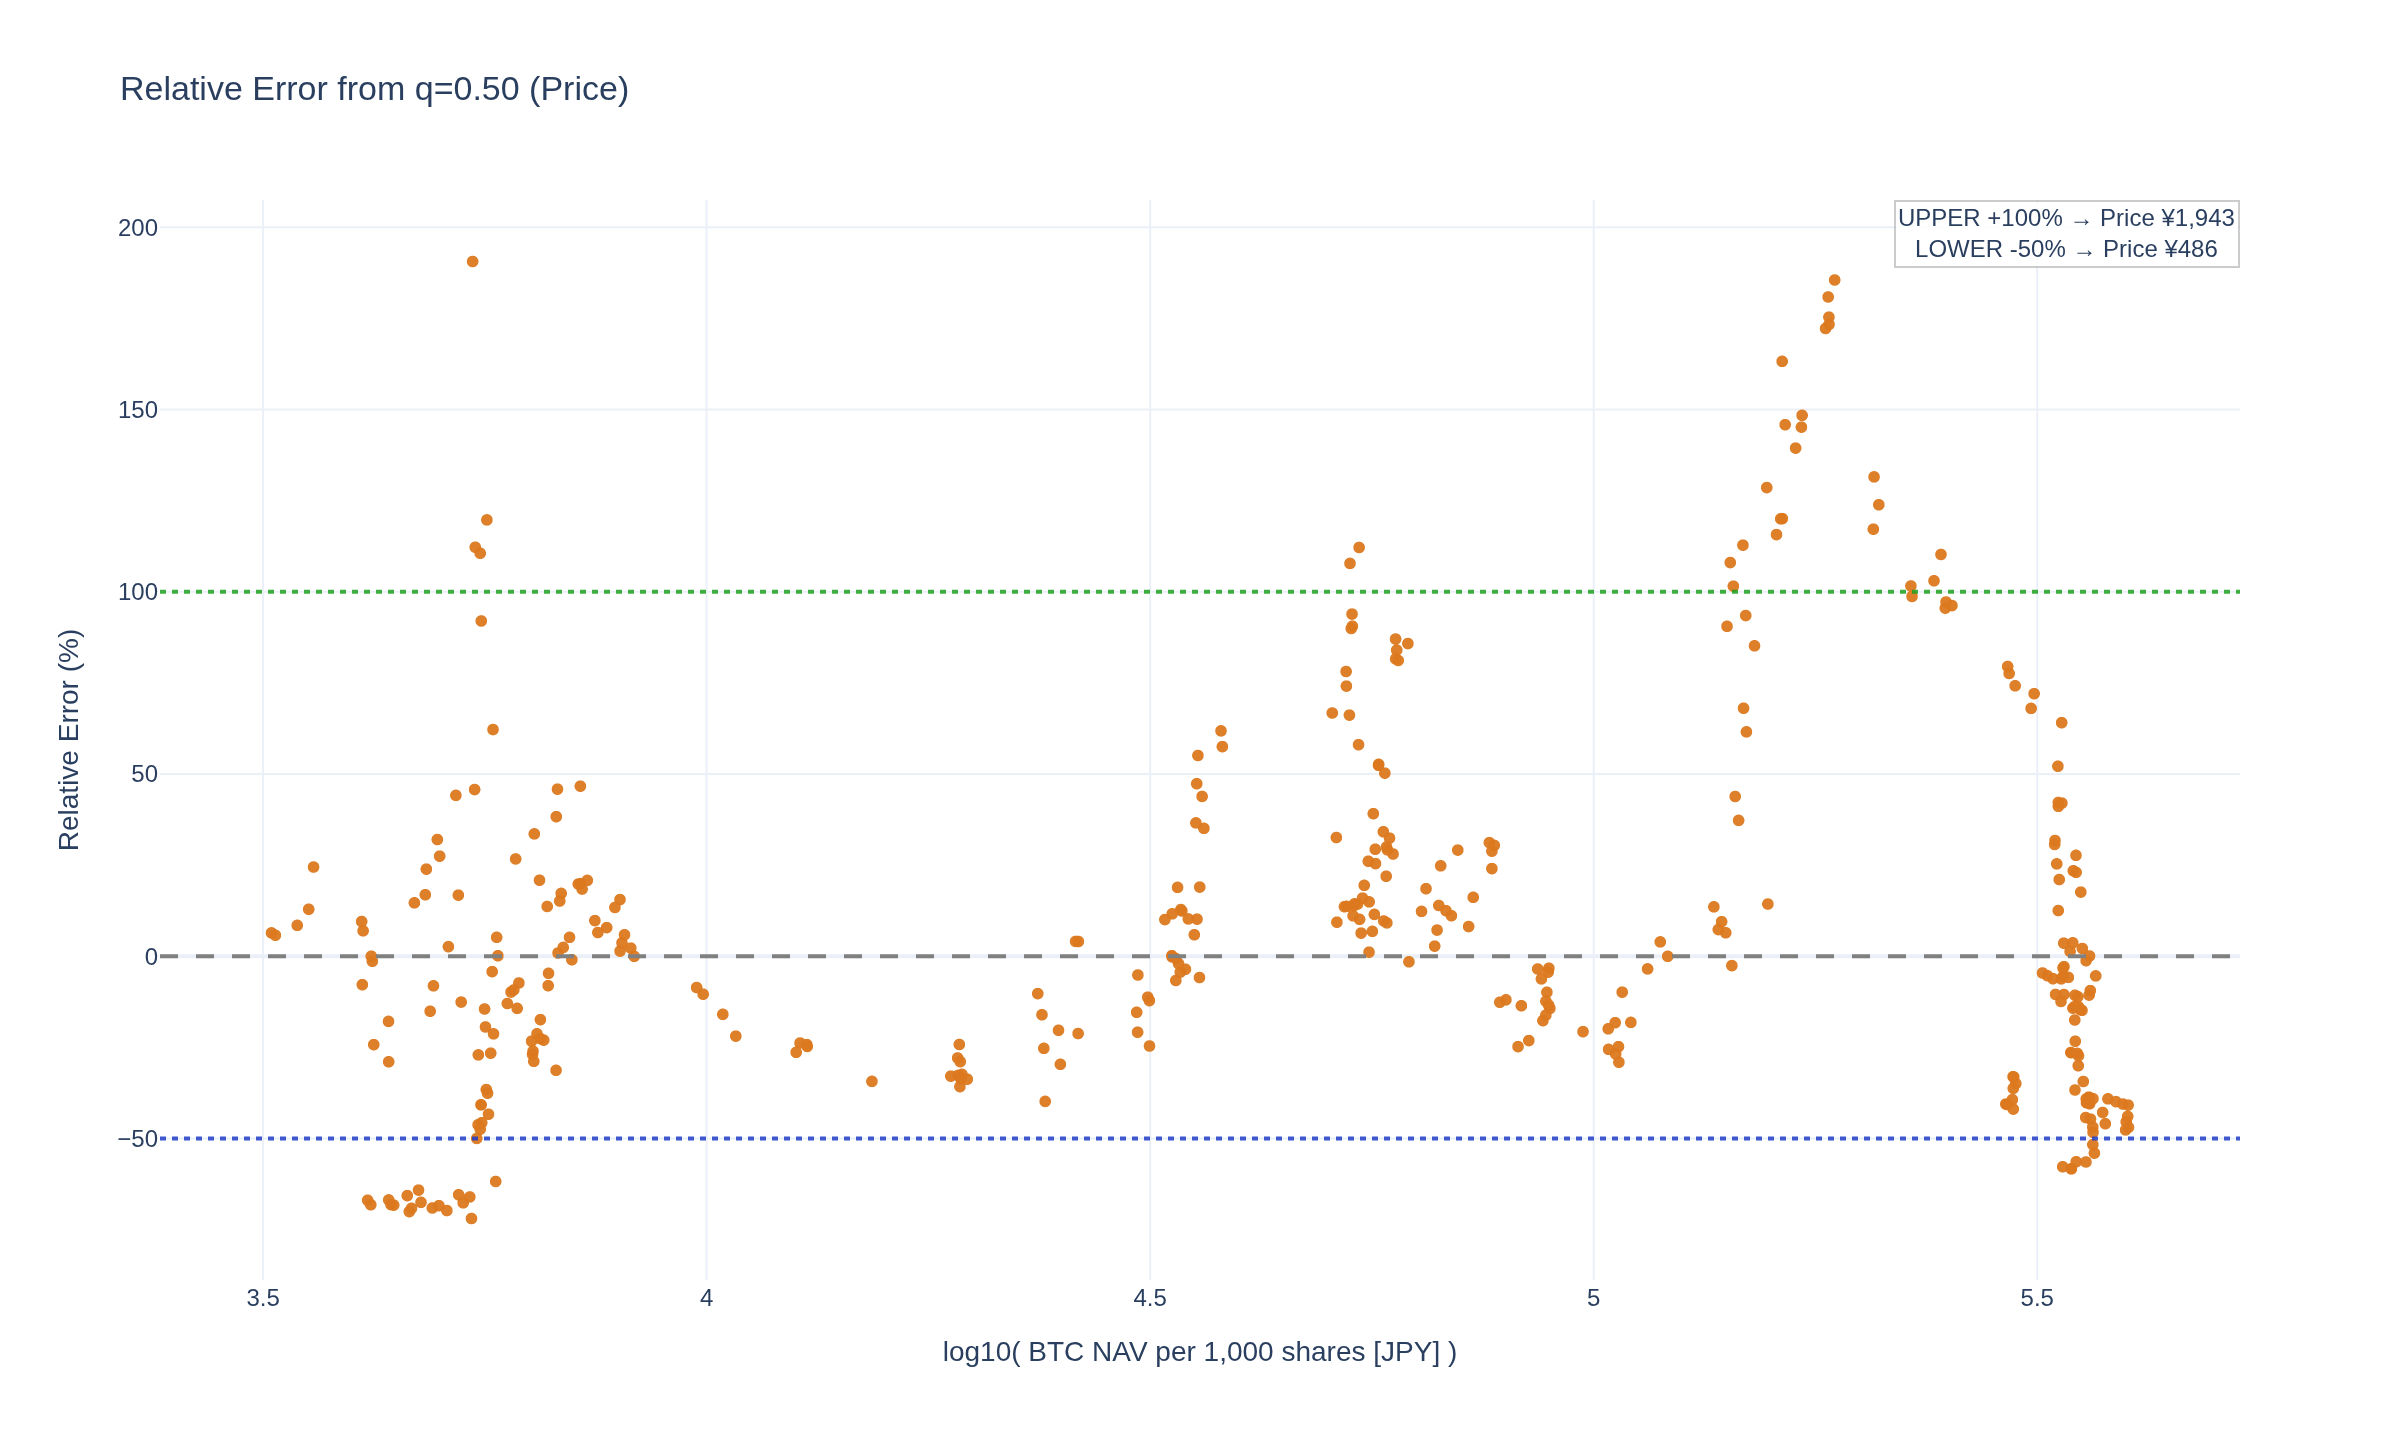 Relative Error from q=0.50 (Price)
UPPER +100% → Price ¥1,943
LOWER -50% → Price ¥486
200
150
100
50
0
−50
Relative Error (%)
3.5
4
4.5
5
5.5
log10( BTC NAV per 1,000 shares [JPY] )